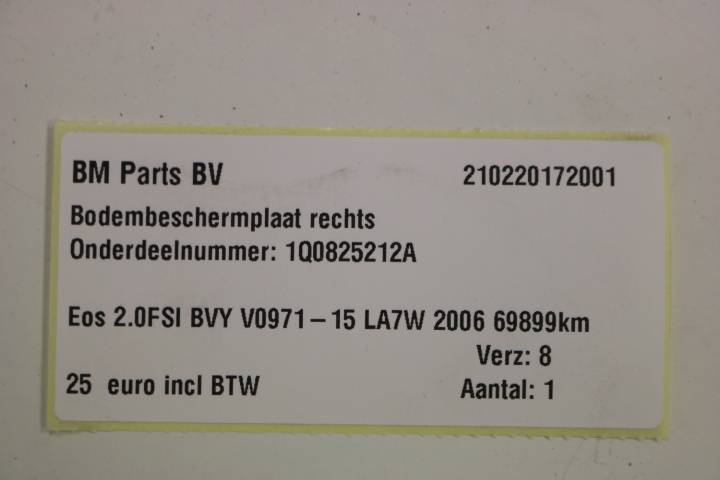 BM Parts BV 210220172001
Bodembeschermplaat rechts
Onderdeelnummer: 1Q0825212A
Eos 2.0FSI BVY V0971-15 LA7W 2006 69899km
Verz: 8
25 euro incl BTW Aantal: 1